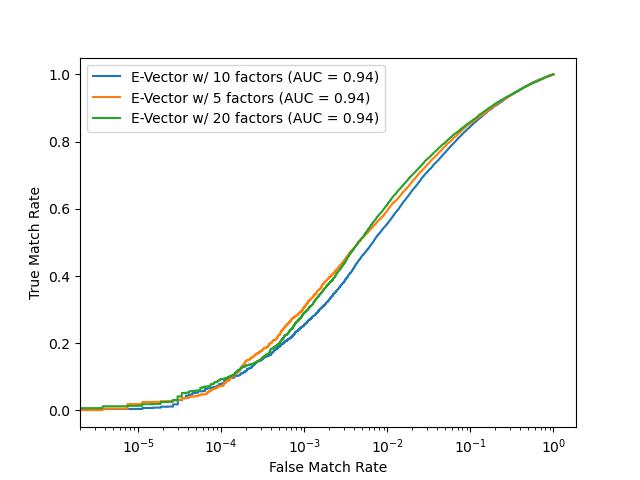 E-Vector w/ 10 factors (AUC = 0.94)
E-Vector w/ 5 factors (AUC = 0.94)
E-Vector w/ 20 factors (AUC = 0.94)
True Match Rate
1.0
0.8
0.6
0.4
0.2
0.0
10⁻⁵ 10⁻⁴ 10⁻³ 10⁻² 10⁻¹ 10⁰
False Match Rate